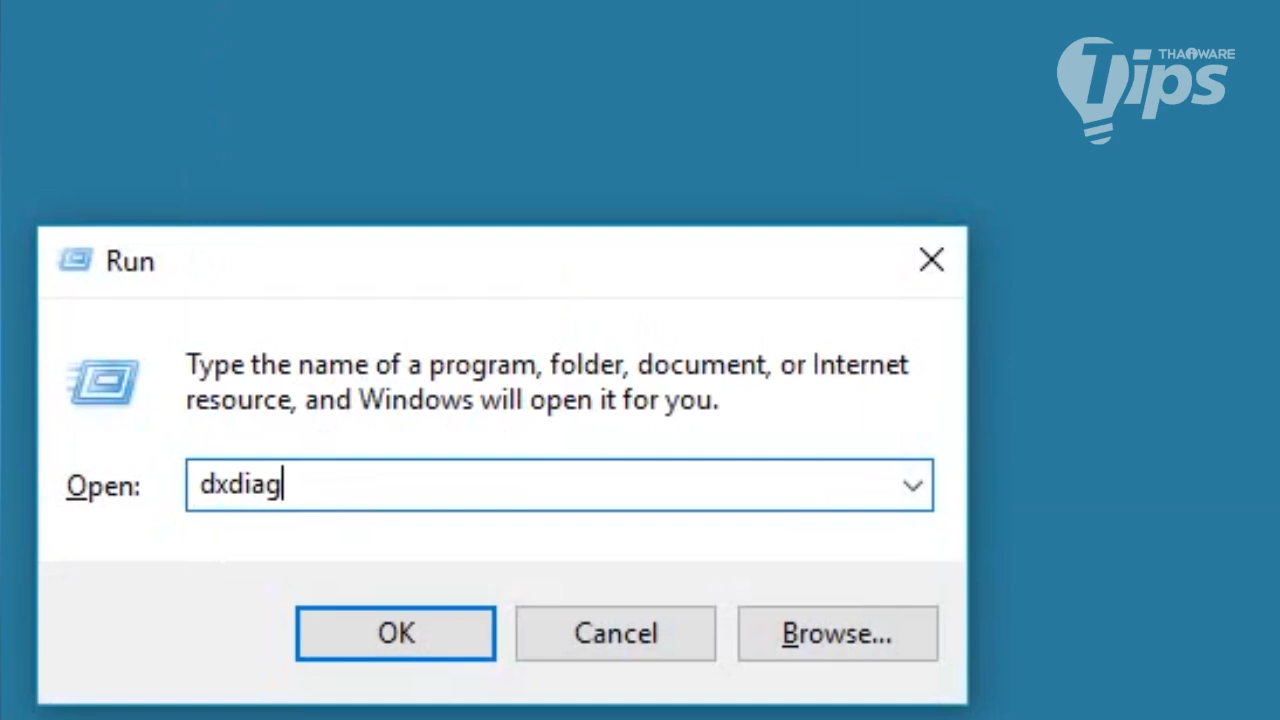 THAIWARE
Tips
Run
Type the name of a program, folder, document, or Internet
resource, and Windows will open it for you.
Open:
dxdiag
OK
Cancel
Browse...